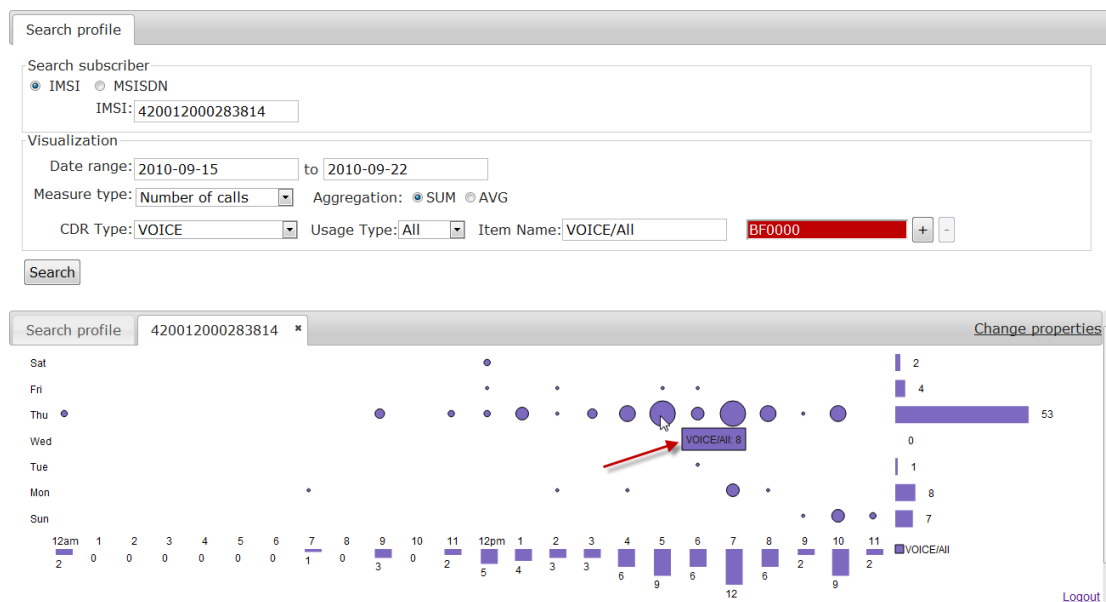 Search profile
Search subscriber
IMSI MSISDN
IMSI: 420012000283814
Visualization
Date range: 2010-09-15 to 2010-09-22
Measure type: Number of calls Aggregation: SUM AVG
CDR Type: VOICE Usage Type: All Item Name: VOICE/All BF0000 + -
Search
Search profile 420012000283814 × Change properties
Sat 2
Fri 4
Thu 53
Wed 0
VOICE/All: 8
Tue 1
Mon 8
Sun 7
12am 1 2 3 4 5 6 7 8 9 10 11 12pm 1 2 3 4 5 6 7 8 9 10 11
2 0 0 0 0 0 0 1 0 3 0 2 5 4 3 3 6 9 6 12 6 2 9 2
VOICE/All
Logout